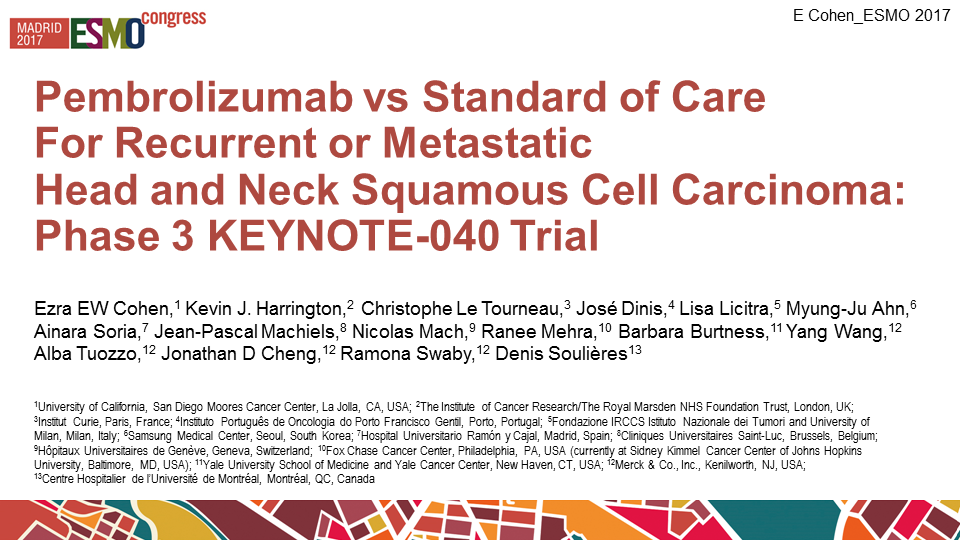 E Cohen_ESMO 2017
MADRID
2017
ESMO
congress
Pembrolizumab vs Standard of Care
For Recurrent or Metastatic
Head and Neck Squamous Cell Carcinoma:
Phase 3 KEYNOTE-040 Trial
Ezra EW Cohen,¹ Kevin J. Harrington,² Christophe Le Tourneau,³ José Dinis,⁴ Lisa Licitra,⁵ Myung-Ju Ahn,⁶
Ainara Soria,⁷ Jean-Pascal Machiels,⁸ Nicolas Mach,⁹ Ranee Mehra,¹⁰ Barbara Burtness,¹¹ Yang Wang,¹²
Alba Tuozzo,¹² Jonathan D Cheng,¹² Ramona Swaby,¹² Denis Soulières¹³
¹University of California, San Diego Moores Cancer Center, La Jolla, CA, USA; ²The Institute of Cancer Research/The Royal Marsden NHS Foundation Trust, London, UK;
³Institut Curie, Paris, France; ⁴Instituto Português de Oncologia do Porto Francisco Gentil, Porto, Portugal; ⁵Fondazione IRCCS Istituto Nazionale dei Tumori and University of
Milan, Milan, Italy; ⁶Samsung Medical Center, Seoul, South Korea; ⁷Hospital Universitario Ramón y Cajal, Madrid, Spain; ⁸Cliniques Universitaires Saint-Luc, Brussels, Belgium;
⁹Hôpitaux Universitaires de Genève, Geneva, Switzerland; ¹⁰Fox Chase Cancer Center, Philadelphia, PA, USA (currently at Sidney Kimmel Cancer Center of Johns Hopkins
University, Baltimore, MD, USA); ¹¹Yale University School of Medicine and Yale Cancer Center, New Haven, CT, USA; ¹²Merck & Co., Inc., Kenilworth, NJ, USA;
¹³Centre Hospitalier de l'Université de Montréal, Montréal, QC, Canada